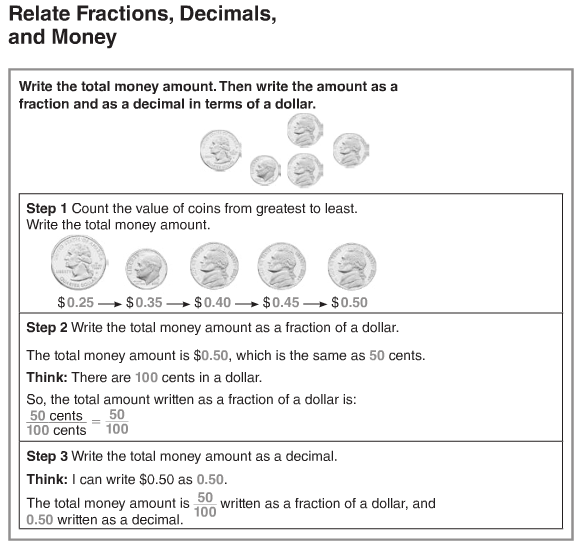 Relate Fractions, Decimals,
and Money
Write the total money amount. Then write the amount as a
fraction and as a decimal in terms of a dollar.
Step 1 Count the value of coins from greatest to least.
Write the total money amount.
$0.25 → $0.35 → $0.40 → $0.45 → $0.50
Step 2 Write the total money amount as a fraction of a dollar.
The total money amount is $0.50, which is the same as 50 cents.
Think: There are 100 cents in a dollar.
So, the total amount written as a fraction of a dollar is:
50 cents/100 cents = 50/100
Step 3 Write the total money amount as a decimal.
Think: I can write $0.50 as 0.50.
The total money amount is 50/100 written as a fraction of a dollar, and
0.50 written as a decimal.